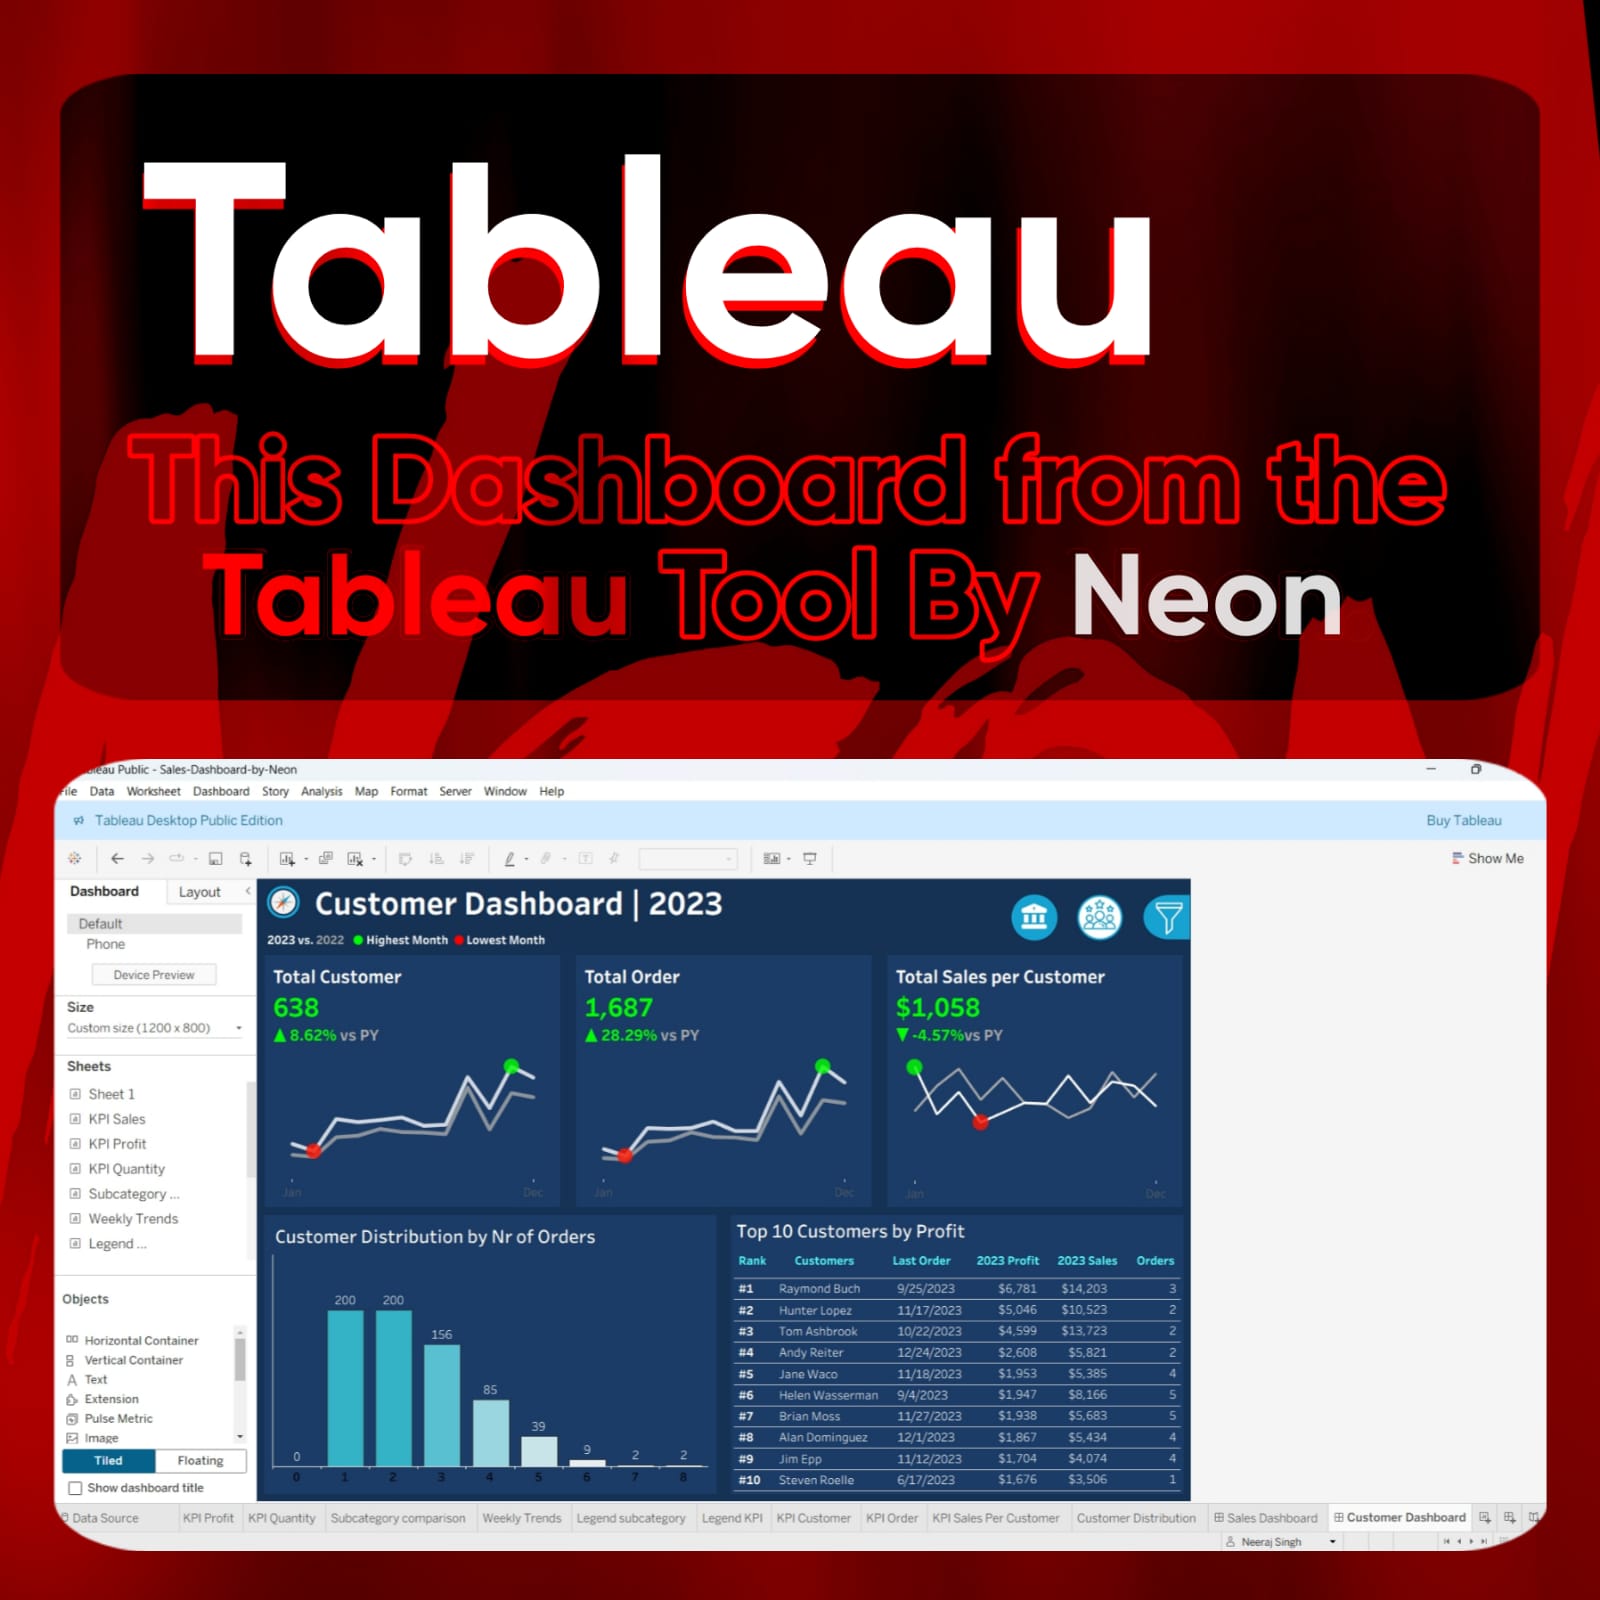 Tableau
This Dashboard from the
Tableau Tool By Neon
bleau Public - Sales-Dashboard-by-Neon
File Data Worksheet Dashboard Story Analysis Map Format Server Window Help
Tableau Desktop Public Edition
Buy Tableau
Show Me
Dashboard Layout
Default
Phone
Device Preview
Size
Custom size (1200 x 800)
Sheets
Sheet 1
KPI Sales
KPI Profit
KPI Quantity
Subcategory ...
Weekly Trends
Legend ...
Objects
Horizontal Container
Vertical Container
Text
Extension
Pulse Metric
Image
Tiled Floating
Show dashboard title
Customer Dashboard | 2023
2023 vs. 2022 Highest Month Lowest Month
Total Customer
638
▲ 8.62% vs PY
Jan Dec
Total Order
1,687
▲ 28.29% vs PY
Jan Dec
Total Sales per Customer
$1,058
▼ -4.57%vs PY
Jan Dec
Customer Distribution by Nr of Orders
0 200 200 156 85 39 9 2 2
0 1 2 3 4 5 6 7 8
Top 10 Customers by Profit
Rank Customers Last Order 2023 Profit 2023 Sales Orders
#1 Raymond Buch 9/25/2023 $6,781 $14,203 3
#2 Hunter Lopez 11/17/2023 $5,046 $10,523 2
#3 Tom Ashbrook 10/22/2023 $4,599 $13,723 2
#4 Andy Reiter 12/24/2023 $2,608 $5,821 2
#5 Jane Waco 11/18/2023 $1,953 $5,385 4
#6 Helen Wasserman 9/4/2023 $1,947 $8,166 5
#7 Brian Moss 11/27/2023 $1,938 $5,683 5
#8 Alan Dominguez 12/1/2023 $1,867 $5,434 4
#9 Jim Epp 11/12/2023 $1,704 $4,074 4
#10 Steven Roelle 6/17/2023 $1,676 $3,506 1
Data Source KPI Profit KPI Quantity Subcategory comparison Weekly Trends Legend subcategory Legend KPI KPI Customer KPI Order KPI Sales Per Customer Customer Distribution Sales Dashboard Customer Dashboard
Neeraj Singh